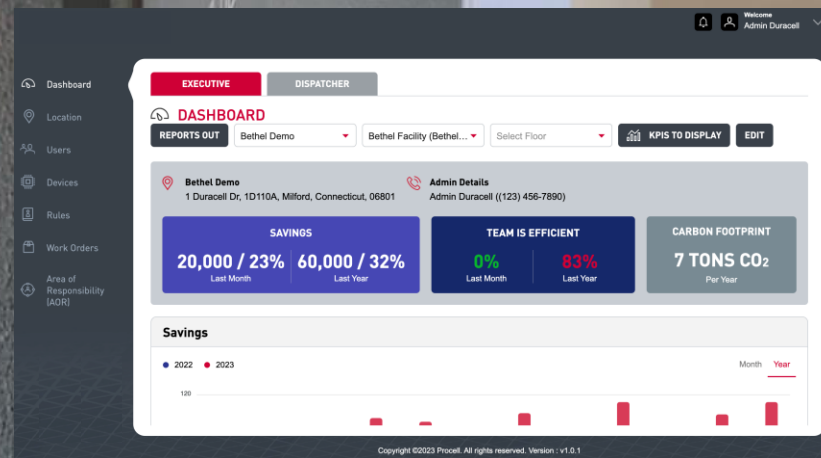 Welcome
Admin Duracell
Dashboard
Location
Users
Devices
Rules
Work Orders
Area of
Responsibility
(AOR)
EXECUTIVE
DISPATCHER
DASHBOARD
REPORTS OUT
Bethel Demo
Bethel Facility (Bethel...
Select Floor
KPIS TO DISPLAY
EDIT
Bethel Demo
1 Duracell Dr, 1D110A, Milford, Connecticut, 06801
Admin Details
Admin Duracell ((123) 456-7890)
SAVINGS
20,000 / 23%
Last Month
60,000 / 32%
Last Year
TEAM IS EFFICIENT
0%
Last Month
83%
Last Year
CARBON FOOTPRINT
7 TONS CO2
Per Year
Savings
2022
2023
Month
Year
120
Copyright ©2023 Procell. All rights reserved. Version : v1.0.1